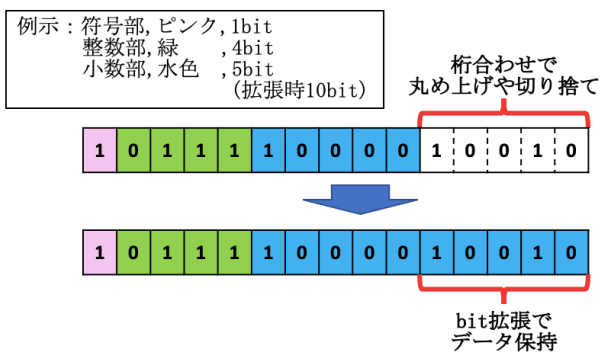 例示：符号部,ピンク,1bit
整数部,緑　,4bit
小数部,水色　,5bit
(拡張時10bit)
桁合わせで
丸め上げや切り捨て
1 0 1 1 1 1 0 0 0 0 1 0 0 1 0
1 0 1 1 1 1 0 0 0 0 1 0 0 1 0
bit拡張で
データ保持